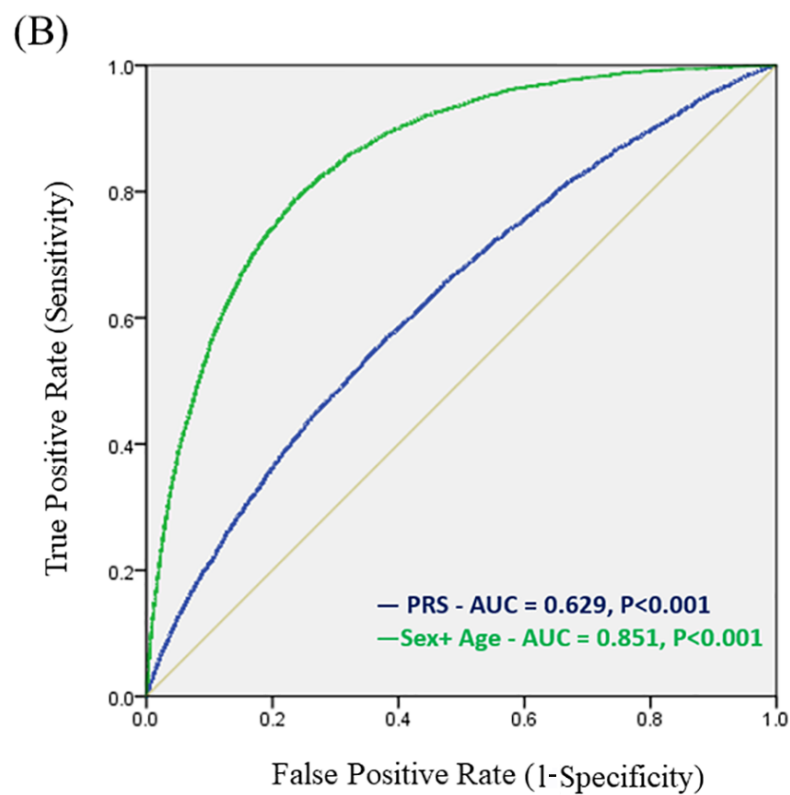 (B)
True Positive Rate (Sensitivity)
1.0
0.8
0.6
0.4
0.2
0.0
— PRS - AUC = 0.629, P<0.001
—Sex+ Age - AUC = 0.851, P<0.001
0.0 0.2 0.4 0.6 0.8 1.0
False Positive Rate (1-Specificity)